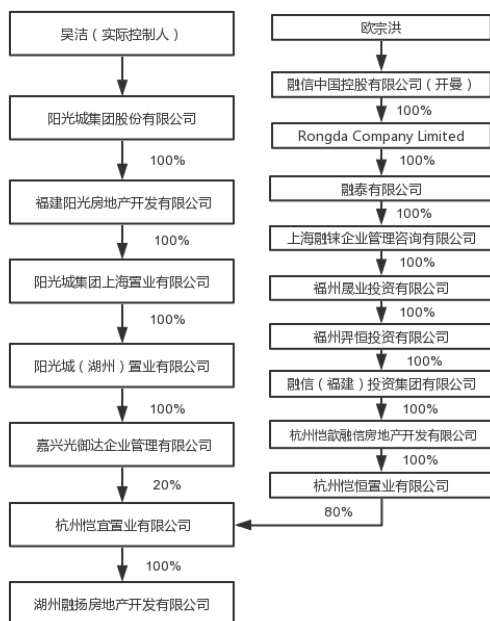 吴洁（实际控制人）
阳光城集团股份有限公司
100%
福建阳光房地产开发有限公司
100%
阳光城集团上海置业有限公司
100%
阳光城（湖州）置业有限公司
100%
嘉兴光御达企业管理有限公司
20%
杭州恺宜置业有限公司
100%
湖州融扬房地产开发有限公司
欧宗洪
融信中国控股有限公司（开曼）
100%
Rongda Company Limited
100%
融泰有限公司
100%
上海融铼企业管理咨询有限公司
100%
福州晟业投资有限公司
100%
福州羿恒投资有限公司
100%
融信（福建）投资集团有限公司
100%
杭州恺歆融信房地产开发有限公司
100%
杭州恺恒置业有限公司
80%